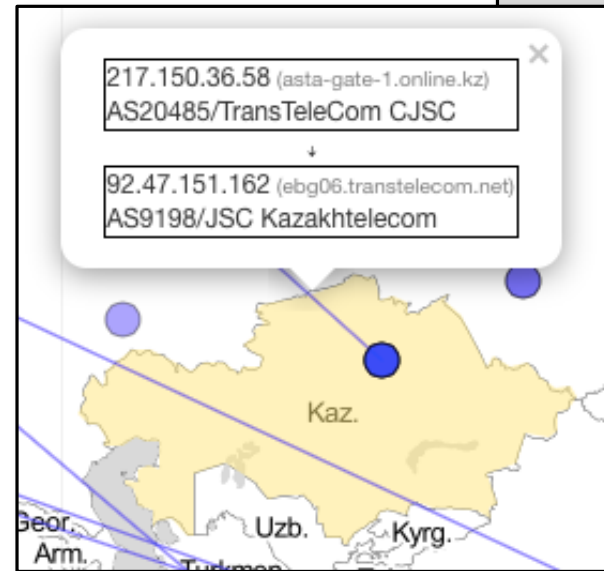 ×
217.150.36.58 (asta-gate-1.online.kz)
AS20485/TransTeleCom CJSC
↓
92.47.151.162 (ebg06.transtelecom.net)
AS9198/JSC Kazakhtelecom
Kaz.
Geor.
Uzb.
Kyrg.
Arm.